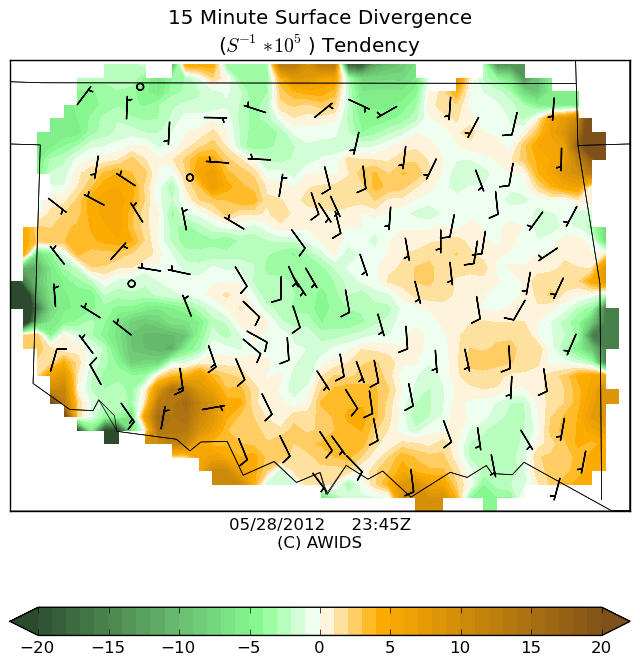 15 Minute Surface Divergence
($S^{-1}*10^5$ ) Tendency
05/28/2012 23:45Z
(C) AWIDS
−20 −15 −10 −5 0 5 10 15 20